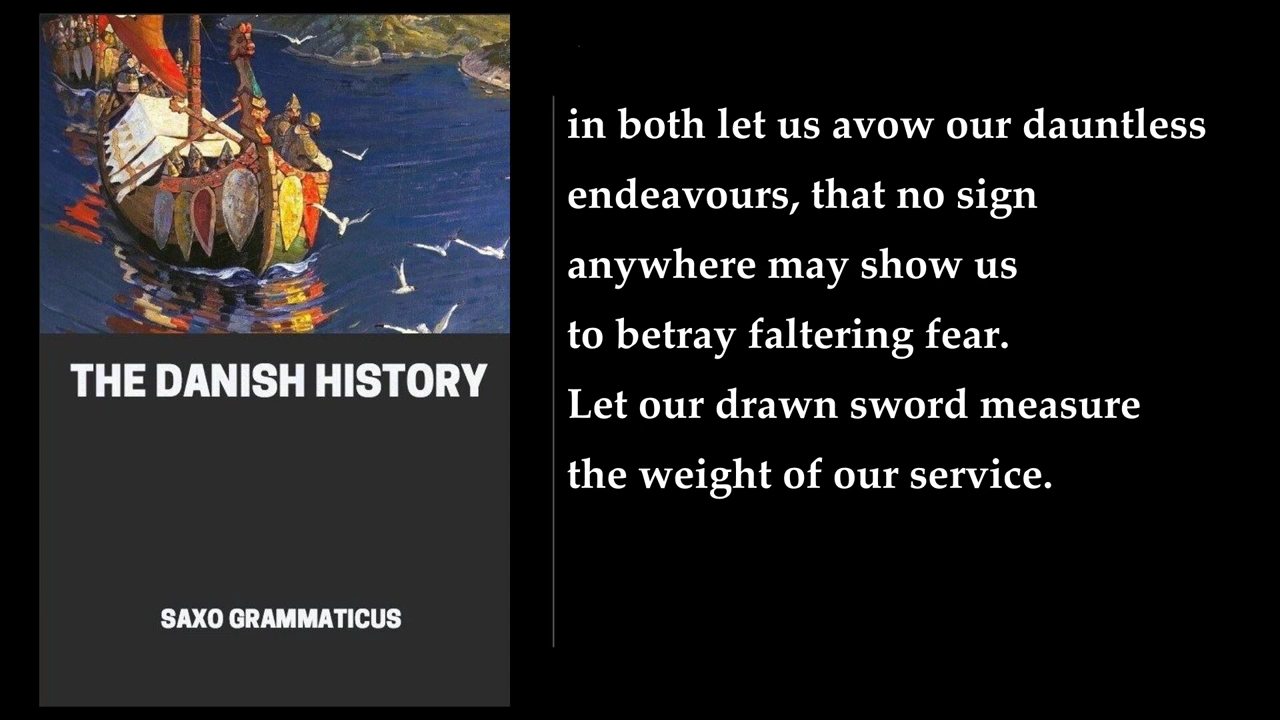 THE DANISH HISTORY
SAXO GRAMMATICUS
in both let us avow our dauntless
endeavours, that no sign
anywhere may show us
to betray faltering fear.
Let our drawn sword measure
the weight of our service.